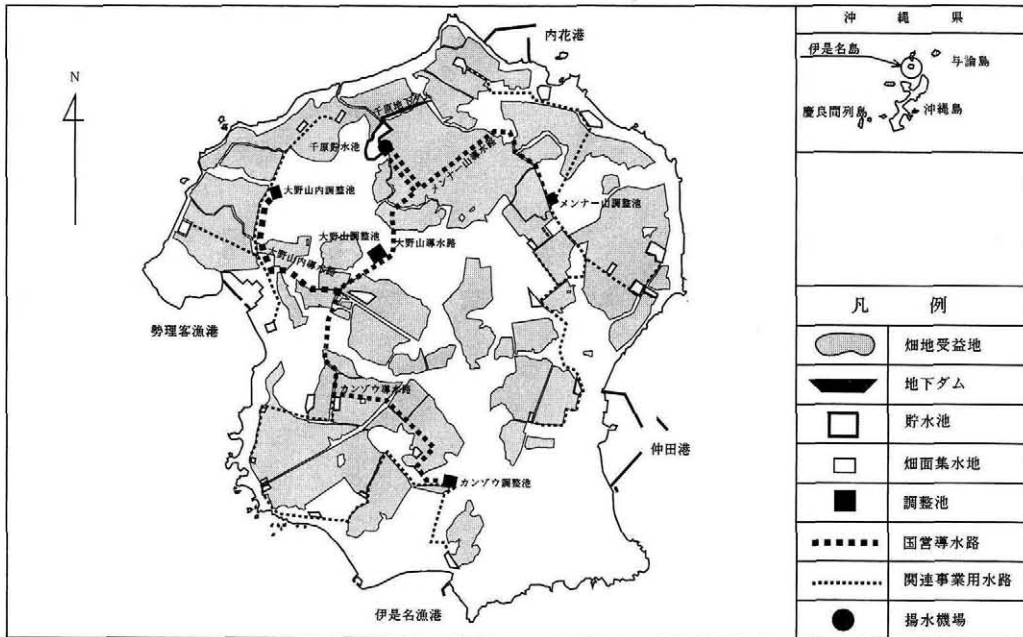 N
内花港
千原地下ダム
千原貯水池
メンナー山導水路
大野山内調整池
メンナー山調整池
大野山調整池
大野山導水路
大野山内導水路
勢理客漁港
カンゾウ導水路
仲田港
カンゾウ調整池
伊是名漁港
沖縄県
伊是名島
与論島
慶良間列島
沖縄島
凡例
畑地受益地
地下ダム
貯水池
畑面集水池
調整池
国営導水路
関連事業用水路
揚水機場